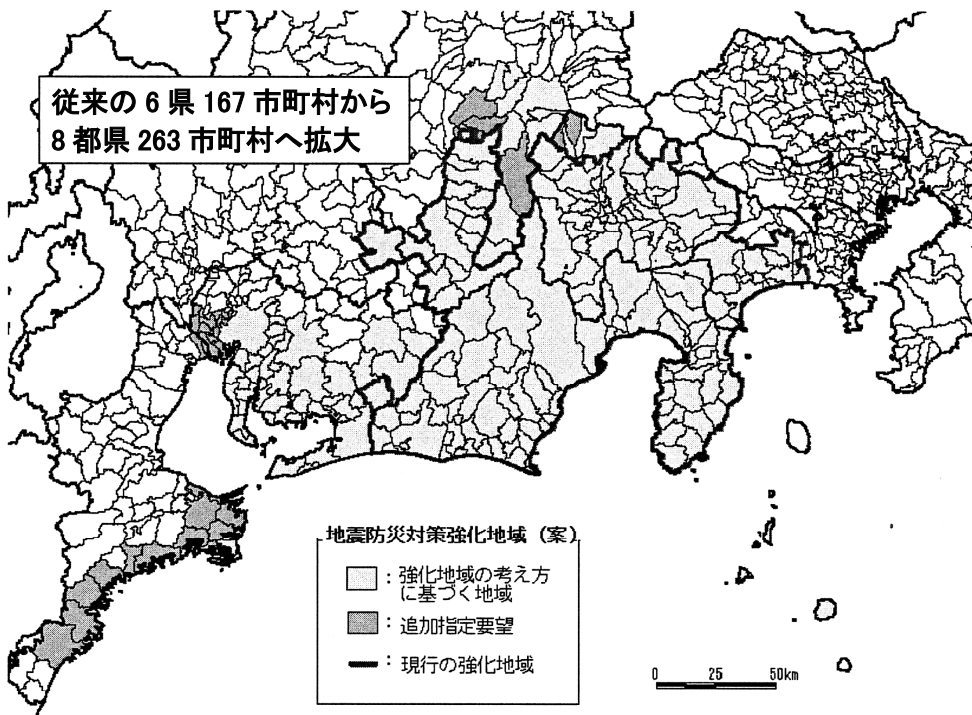 従来の 6 県 167 市町村から
8 都県 263 市町村へ拡大
地震防災対策強化地域（案）
：強化地域の考え方
に基づく地域
：追加指定要望
：現行の強化地域
0 25 50km